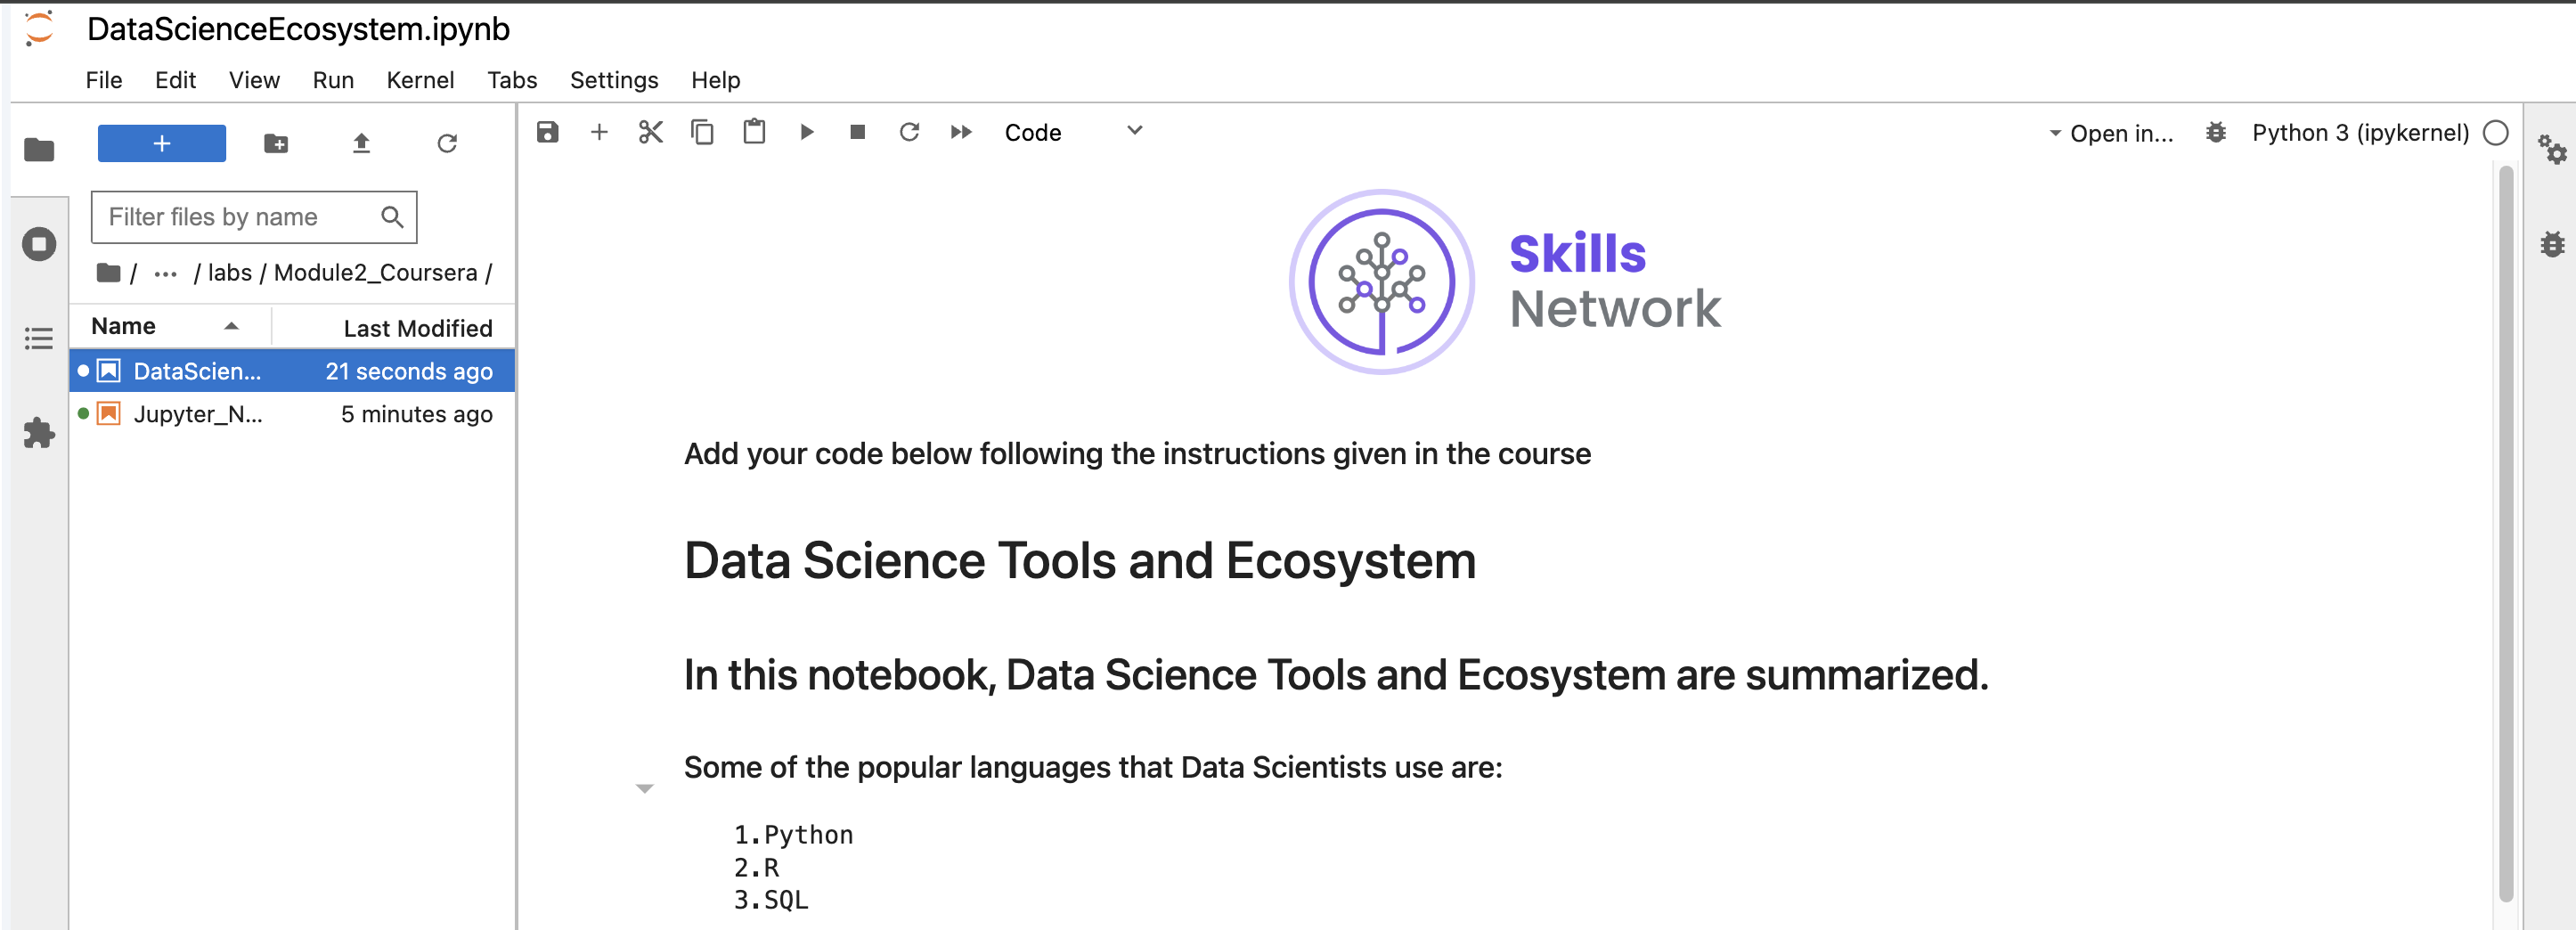 DataScienceEcosystem.ipynb
File Edit View Run Kernel Tabs Settings Help
Code
Open in...
Python 3 (ipykernel)
Filter files by name
/ ... / labs / Module2_Coursera /
Name Last Modified
DataScien... 21 seconds ago
Jupyter_N... 5 minutes ago
Skills
Network
Add your code below following the instructions given in the course
Data Science Tools and Ecosystem
In this notebook, Data Science Tools and Ecosystem are summarized.
Some of the popular languages that Data Scientists use are:
1.Python
2.R
3.SQL